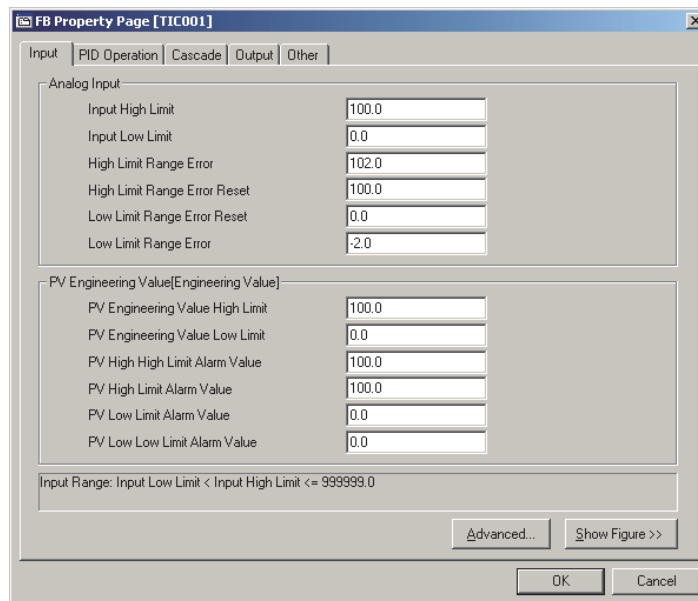 FB Property Page [TIC001]
Input PID Operation Cascade Output Other
Analog Input
Input High Limit 100.0
Input Low Limit 0.0
High Limit Range Error 102.0
High Limit Range Error Reset 100.0
Low Limit Range Error Reset 0.0
Low Limit Range Error -2.0
PV Engineering Value[Engineering Value]
PV Engineering Value High Limit 100.0
PV Engineering Value Low Limit 0.0
PV High High Limit Alarm Value 100.0
PV High Limit Alarm Value 100.0
PV Low Limit Alarm Value 0.0
PV Low Low Limit Alarm Value 0.0
Input Range: Input Low Limit < Input High Limit <= 999999.0
Advanced... Show Figure >>
OK Cancel